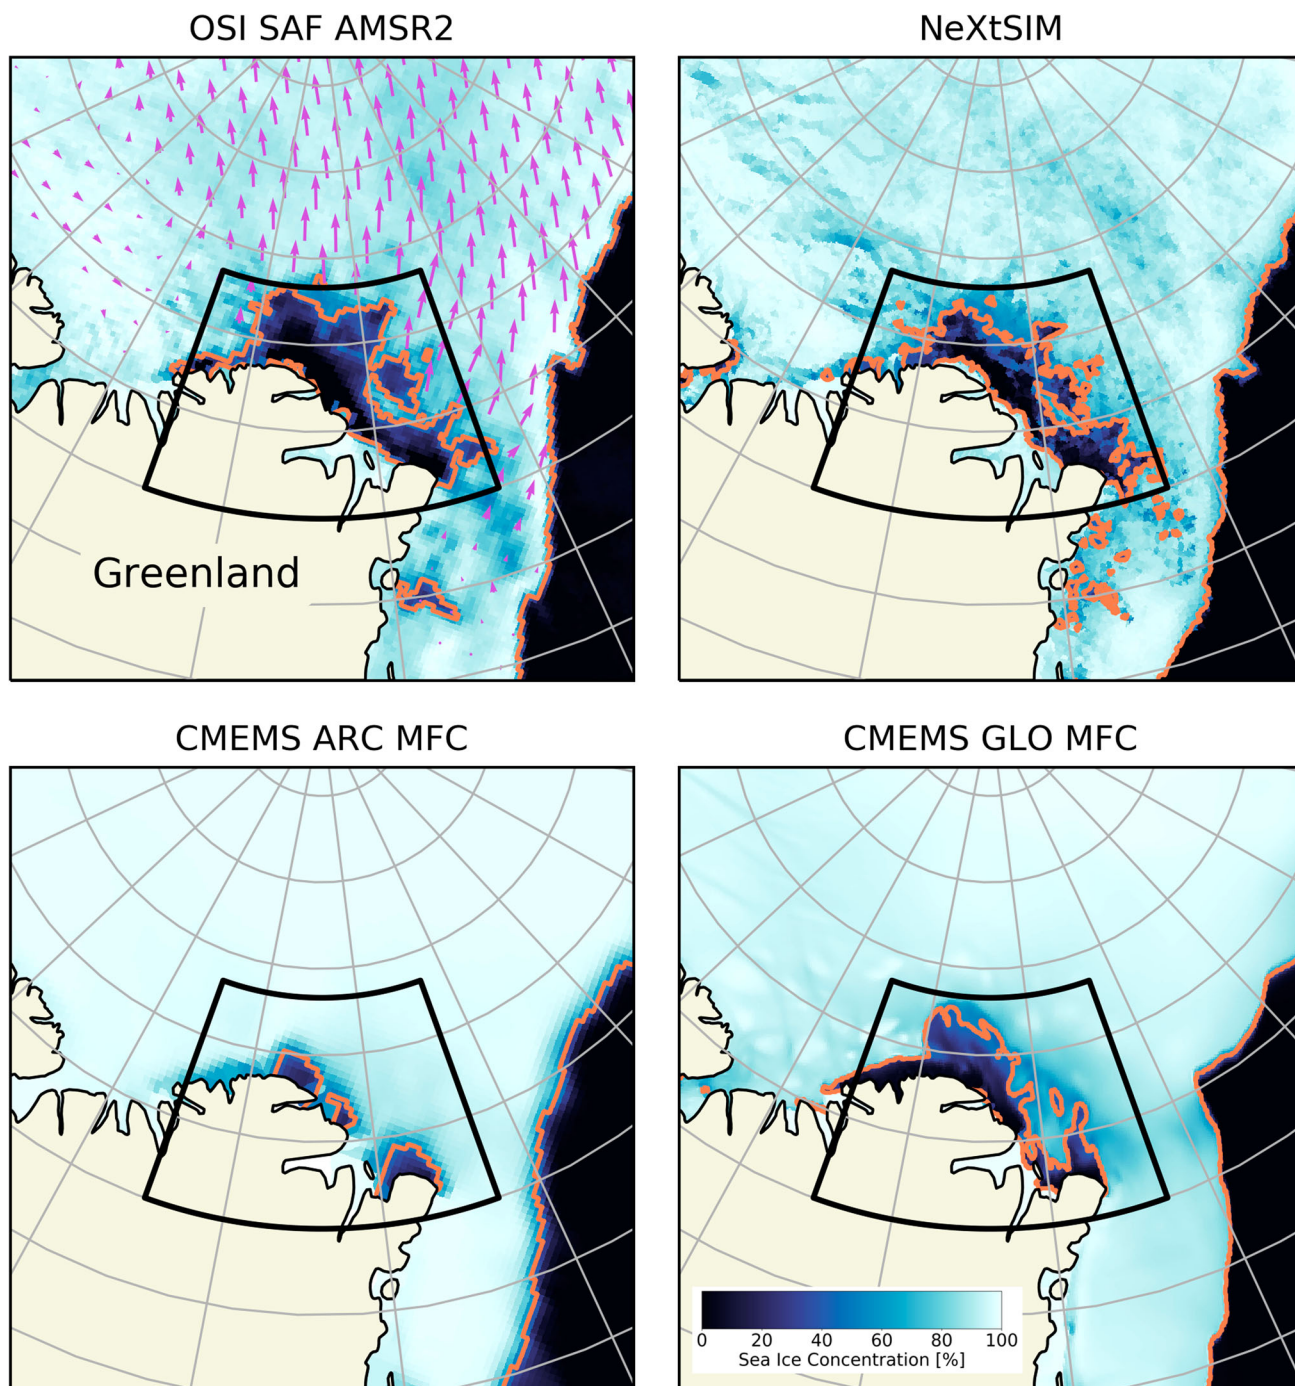 OSI SAF AMSR2
NeXtSIM
Greenland
CMEMS ARC MFC
CMEMS GLO MFC
0 20 40 60 80 100
Sea Ice Concentration [%]